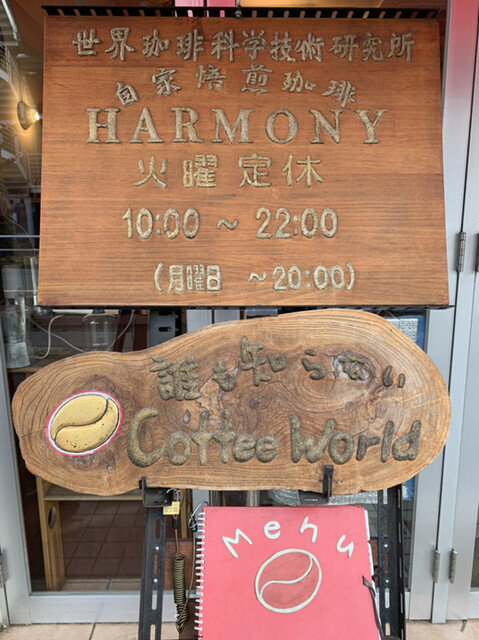 世界珈琲科学技術研究所
自家焙煎珈琲
HARMONY
火曜定休
10:00 ~ 22:00
(月曜日 ~20:00)
誰も知らない
Coffee World
Menu